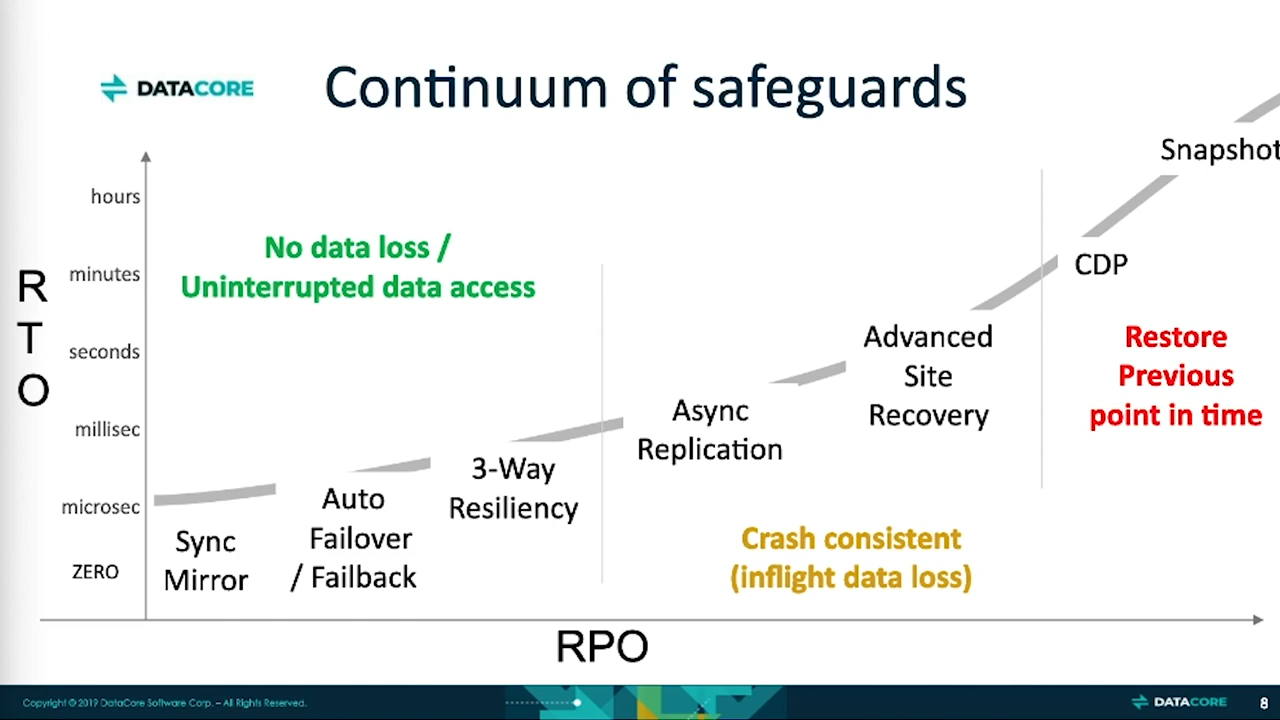 DATACORE
Continuum of safeguards
RTO
hours
minutes
seconds
millisec
microsec
ZERO
No data loss /
Uninterrupted data access
Sync
Mirror
Auto
Failover
/ Failback
3-Way
Resiliency
Async
Replication
Advanced
Site
Recovery
CDP
Snapshot
Crash consistent
(inflight data loss)
Restore
Previous
point in time
RPO
Copyright © 2019 DataCore Software Corp. – All Rights Reserved.
DATACORE
8